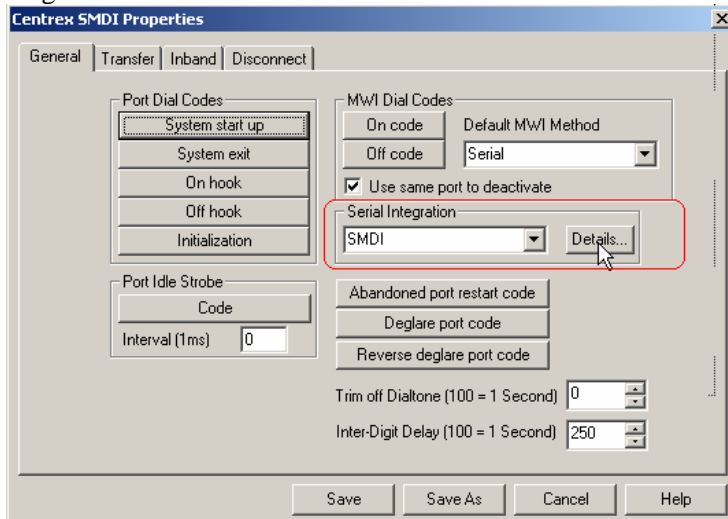 Centrex SMDI Properties
General Transfer Inband Disconnect
Port Dial Codes
System start up
System exit
On hook
Off hook
Initialization
Port Idle Strobe
Code
Interval (1ms) 0
MWI Dial Codes
On code Default MWI Method
Off code Serial
Use same port to deactivate
Serial Integration
SMDI Details...
Abandoned port restart code
Deglare port code
Reverse deglare port code
Trim off Dialtone (100 = 1 Second) 0
Inter-Digit Delay (100 = 1 Second) 250
Save Save As Cancel Help